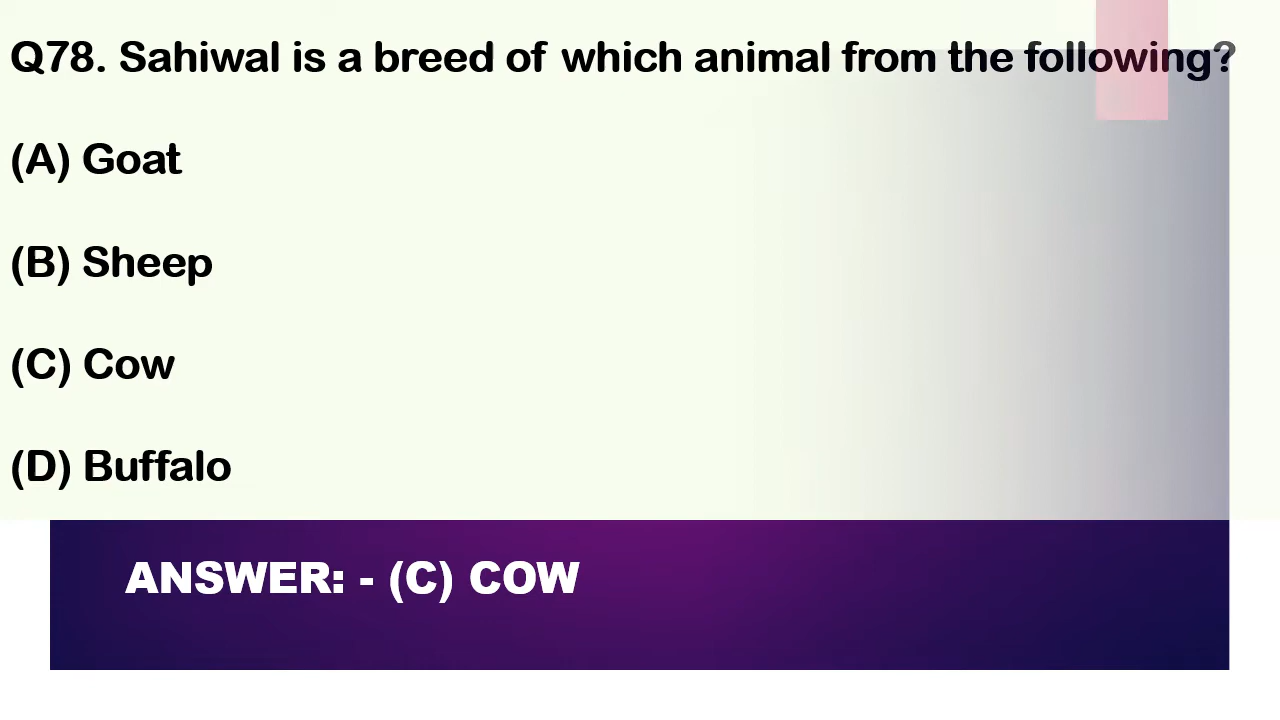 Q78. Sahiwal is a breed of which animal from the following?
(A) Goat
(B) Sheep
(C) Cow
(D) Buffalo
ANSWER: - (C) COW